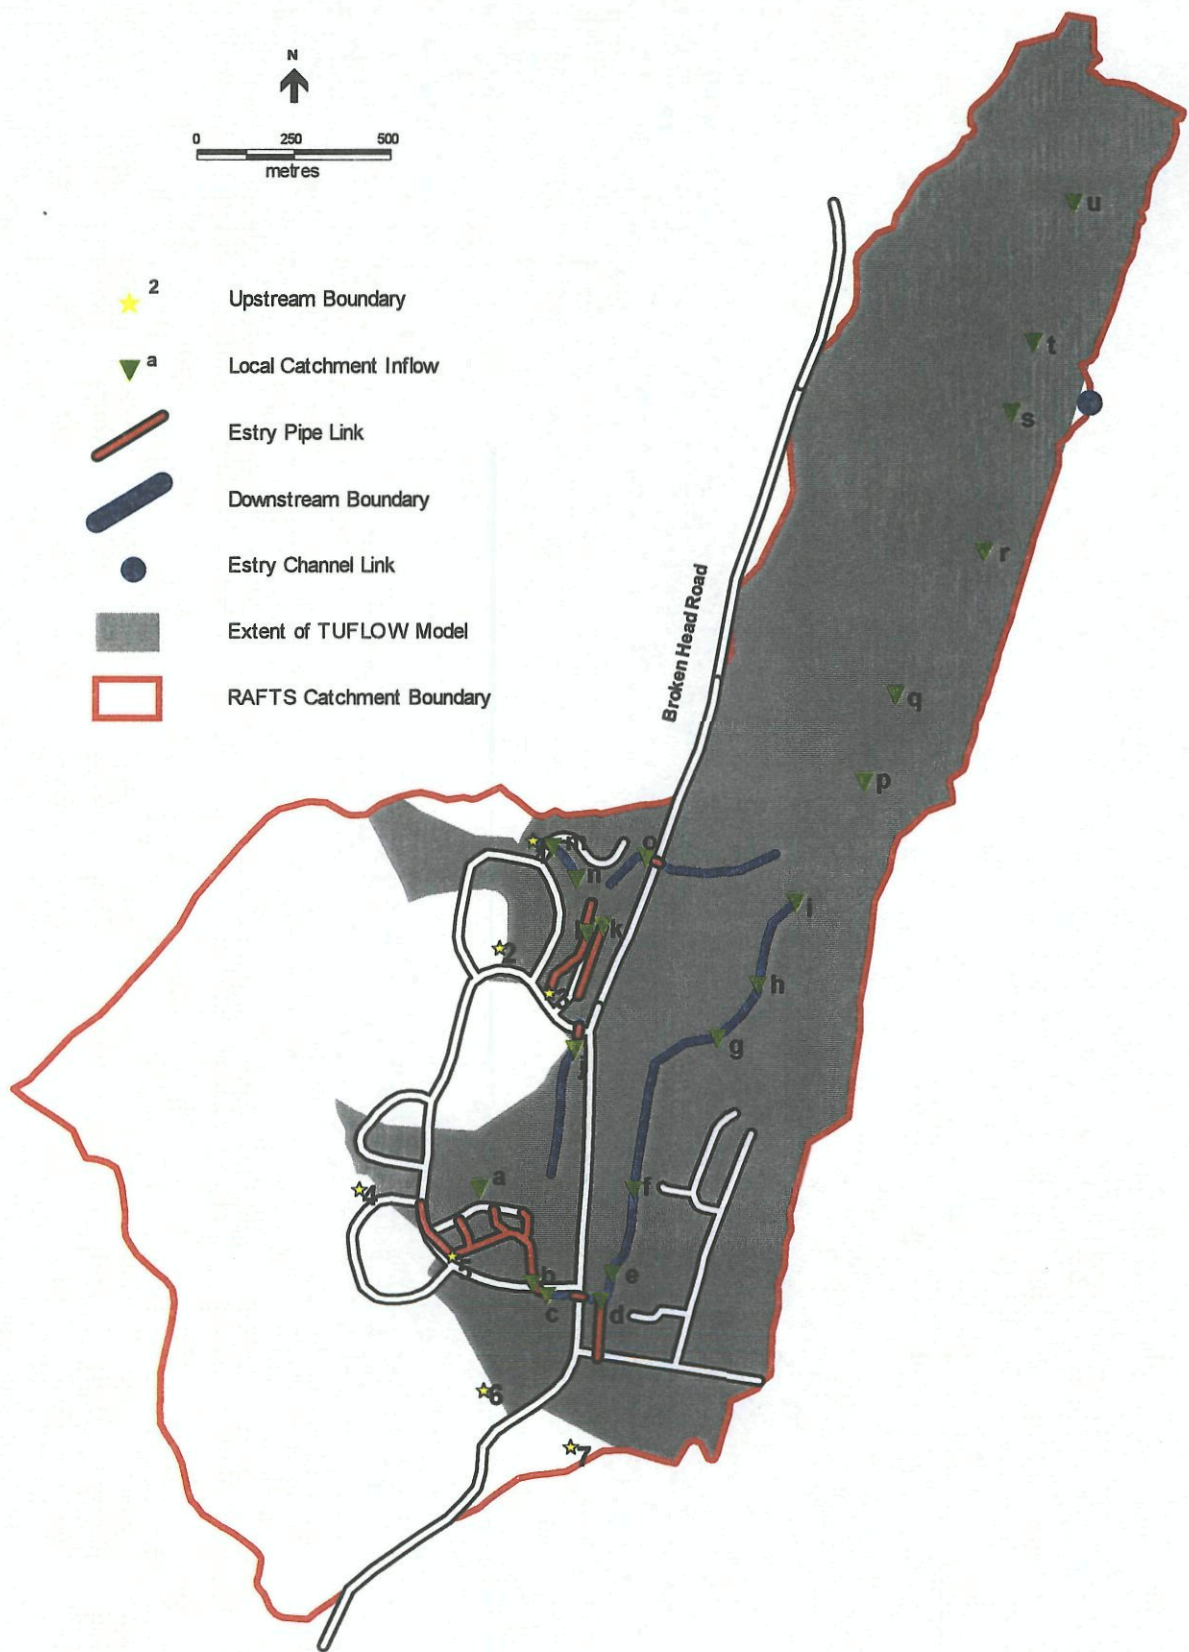 N
0 250 500
metres
2
Upstream Boundary
a
Local Catchment Inflow
Estry Pipe Link
Downstream Boundary
Estry Channel Link
Extent of TUFLOW Model
RAFTS Catchment Boundary
Broken Head Road
u
t
s
r
q
p
o
m
n
k
2
i
h
g
a
f
4
5
b
e
c
d
6
7